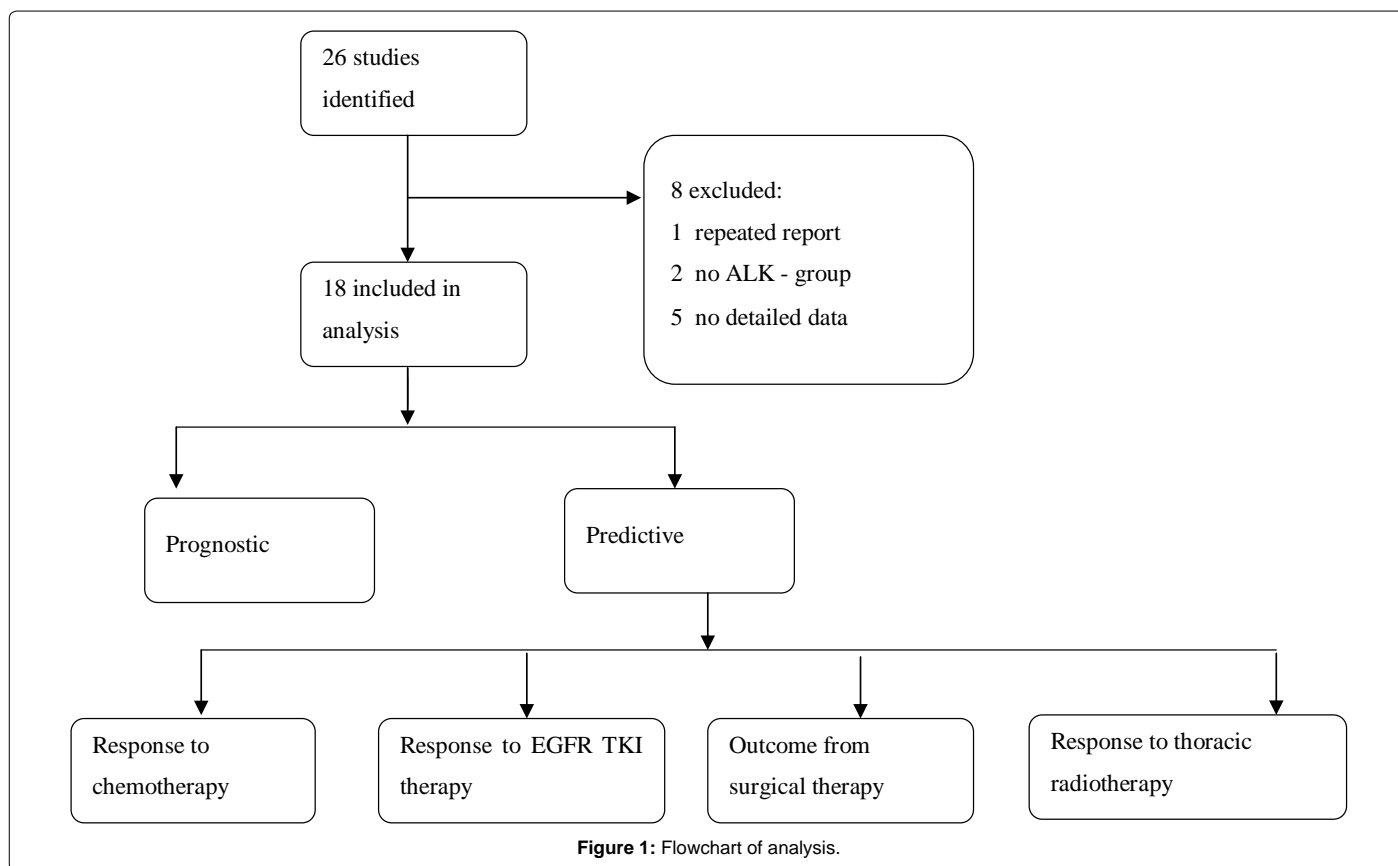 26 studies
identified
8 excluded:
1 repeated report
2 no ALK - group
5 no detailed data
18 included in
analysis
Prognostic
Predictive
Response to
chemotherapy
Response to EGFR TKI
therapy
Outcome from
surgical therapy
Response to thoracic
radiotherapy
Figure 1: Flowchart of analysis.